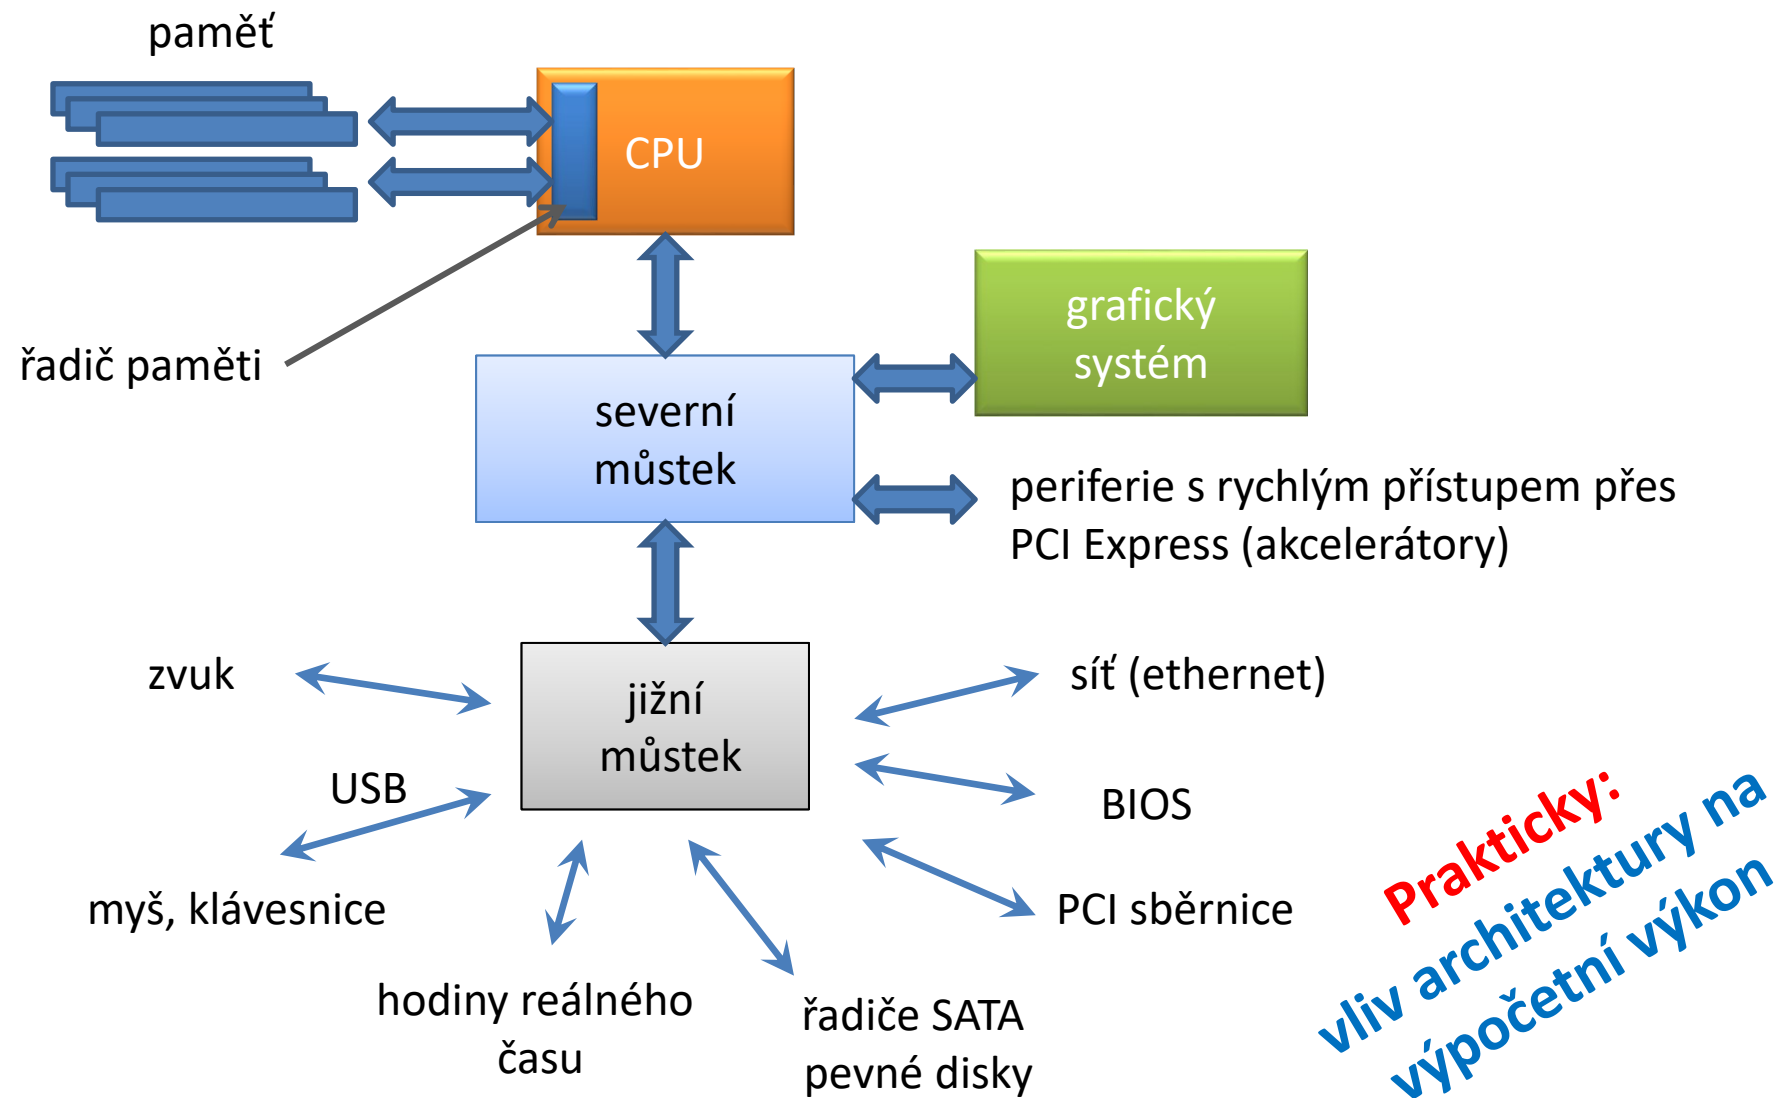 paměť
CPU
řadič paměti
grafický
systém
severní
můstek
periferie s rychlým přístupem přes
PCI Express (akcelerátory)
zvuk
jižní
můstek
síť (ethernet)
USB
BIOS
myš, klávesnice
PCI sběrnice
hodiny reálného
času
řadiče SATA
pevné disky
Prakticky:
vliv architektury na
výpočetní výkon